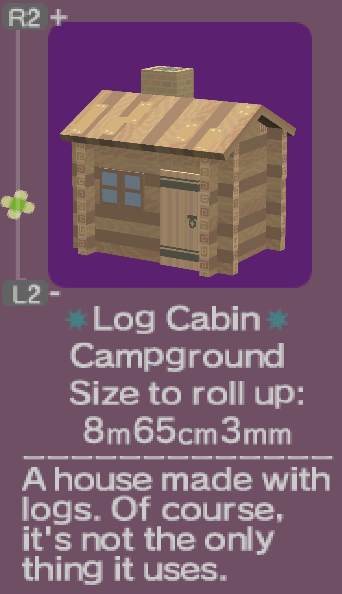 R2 +
L2 -
Log Cabin
Campground
Size to roll up:
8m65cm3mm
A house made with
logs. Of course,
it's not the only
thing it uses.